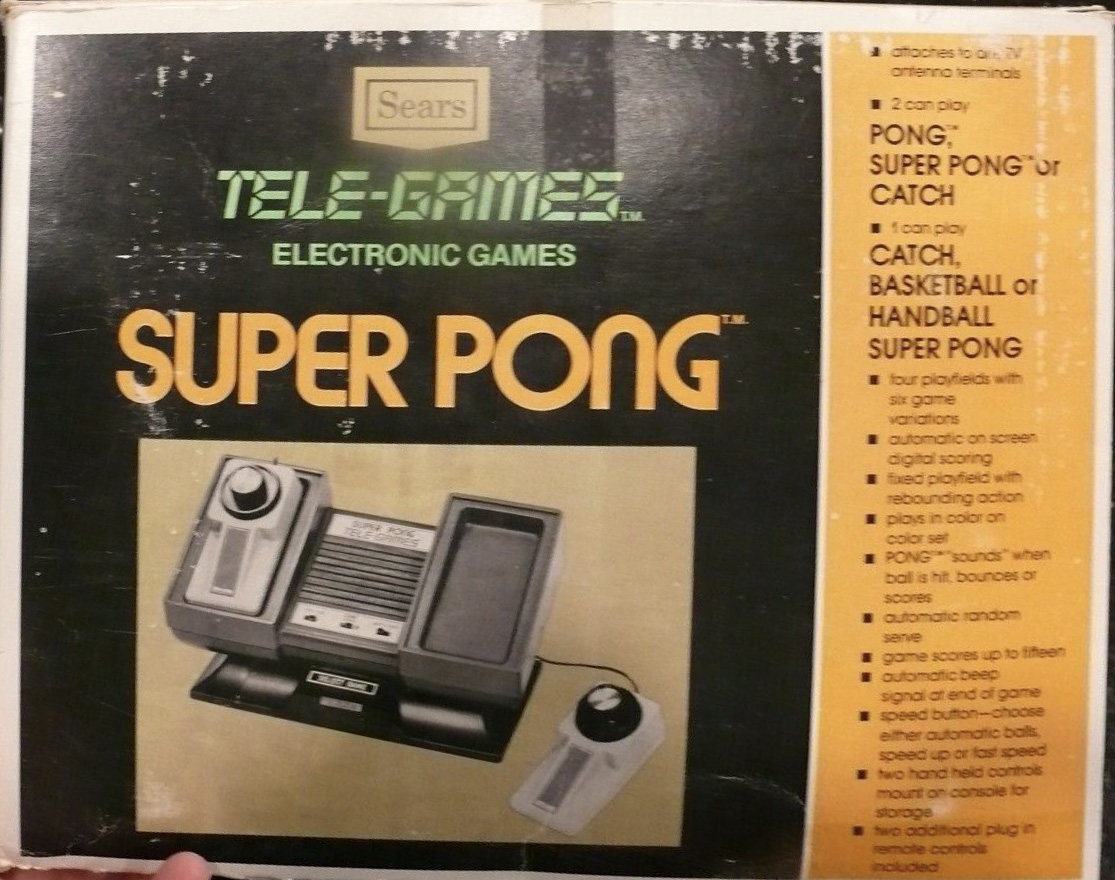 Sears
TELE-GAMES T.M.
ELECTRONIC GAMES
SUPER PONG T.M.
SUPER PONG
TELE-GAMES
SELECT GAME
■ attaches to any TV
antenna terminals
■ 2 can play
PONG,™
SUPER PONG™ or
CATCH
■ 1 can play
CATCH,
BASKETBALL or
HANDBALL
SUPER PONG
■ four playfields with
six game
variations
■ automatic on screen
digital scoring
■ fixed playfield with
rebounding action
■ plays in color on
color set
■ PONG™ "sounds" when
ball is hit, bounces or
scores
■ automatic random
serve
■ game scores up to fifteen
■ automatic beep
signal at end of game
■ speed button—choose
either automatic balls,
speed up or fast speed
■ two hand held controls
mount on console for
storage
■ two additional plug in
remote controls
included